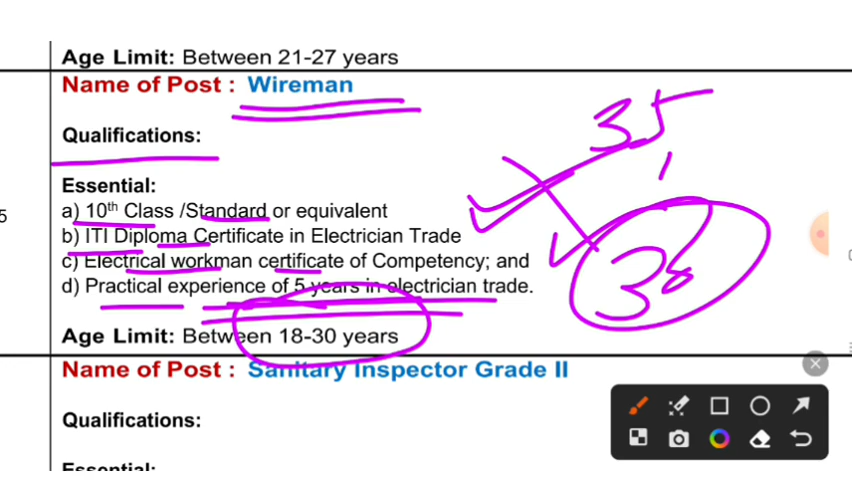 Age Limit: Between 21-27 years
Name of Post : Wireman
35
Qualifications:
Essential:
5
a) 10th Class /Standard or equivalent
b) ITI Diploma Certificate in Electrician Trade
c) Electrical workman certificate of Competency; and
38
d) Practical experience of 5 years in electrician trade.
Age Limit: Between 18-30 years
Name of Post : Sanitary Inspector Grade II
Qualifications:
Essential: